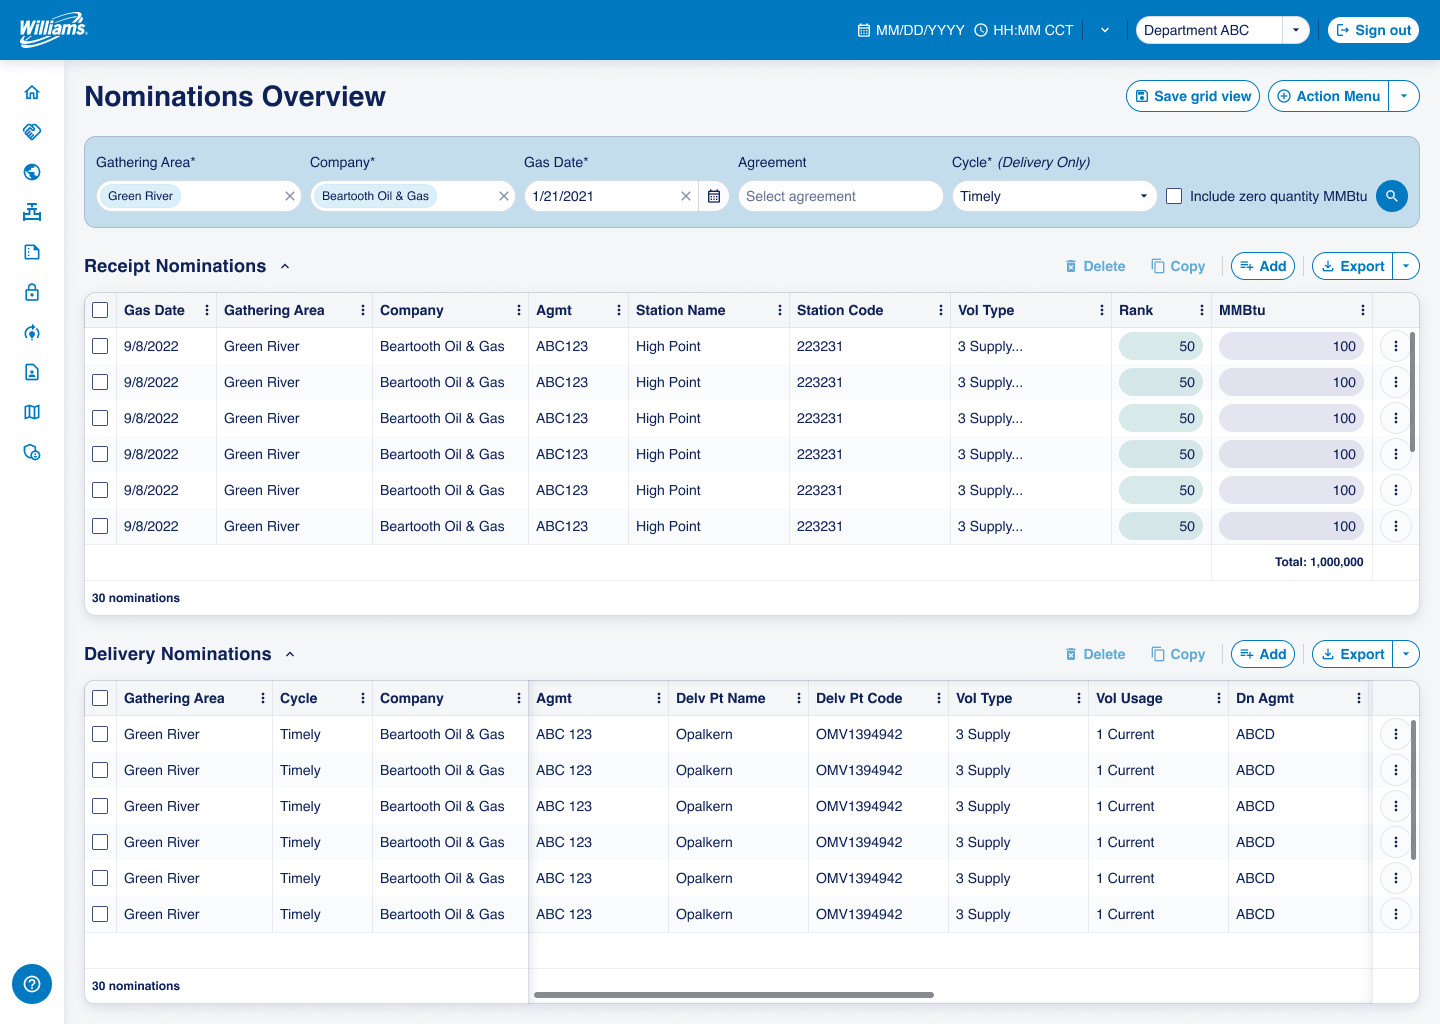 Williams
MM/DD/YYYY HH:MM CCT Department ABC Sign out
Nominations Overview Save grid view Action Menu
Gathering Area* Company* Gas Date* Agreement Cycle* (Delivery Only)
Green River Beartooth Oil & Gas 1/21/2021 Select agreement Timely Include zero quantity MMBtu
Receipt Nominations Delete Copy Add Export
Gas Date Gathering Area Company Agmt Station Name Station Code Vol Type Rank MMBtu
9/8/2022 Green River Beartooth Oil & Gas ABC123 High Point 223231 3 Supply... 50 100
9/8/2022 Green River Beartooth Oil & Gas ABC123 High Point 223231 3 Supply... 50 100
9/8/2022 Green River Beartooth Oil & Gas ABC123 High Point 223231 3 Supply... 50 100
9/8/2022 Green River Beartooth Oil & Gas ABC123 High Point 223231 3 Supply... 50 100
9/8/2022 Green River Beartooth Oil & Gas ABC123 High Point 223231 3 Supply... 50 100
9/8/2022 Green River Beartooth Oil & Gas ABC123 High Point 223231 3 Supply... 50 100
Total: 1,000,000
30 nominations
Delivery Nominations Delete Copy Add Export
Gathering Area Cycle Company Agmt Delv Pt Name Delv Pt Code Vol Type Vol Usage Dn Agmt
Green River Timely Beartooth Oil & Gas ABC 123 Opalkern OMV1394942 3 Supply 1 Current ABCD
Green River Timely Beartooth Oil & Gas ABC 123 Opalkern OMV1394942 3 Supply 1 Current ABCD
Green River Timely Beartooth Oil & Gas ABC 123 Opalkern OMV1394942 3 Supply 1 Current ABCD
Green River Timely Beartooth Oil & Gas ABC 123 Opalkern OMV1394942 3 Supply 1 Current ABCD
Green River Timely Beartooth Oil & Gas ABC 123 Opalkern OMV1394942 3 Supply 1 Current ABCD
Green River Timely Beartooth Oil & Gas ABC 123 Opalkern OMV1394942 3 Supply 1 Current ABCD
30 nominations